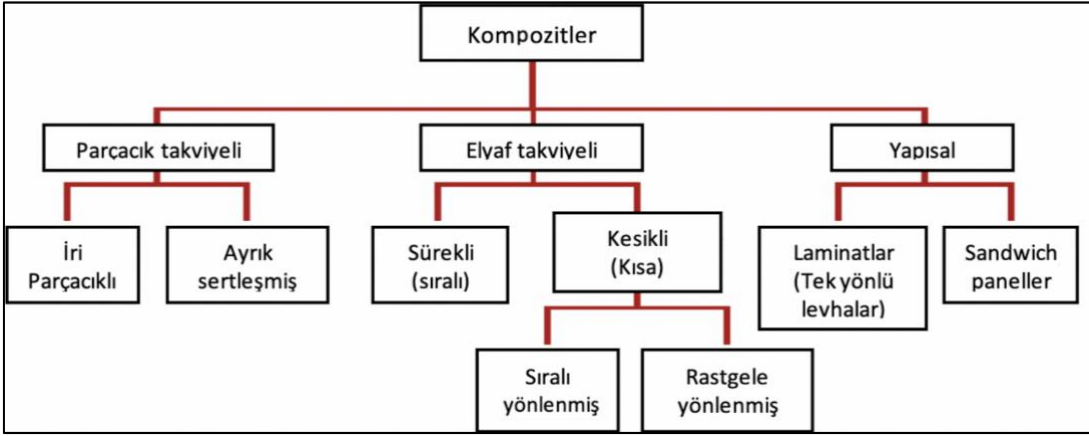 Kompozitler
Parçacık takviyeli
Elyaf takviyeli
Yapısal
İri
Parçacıklı
Ayrık
sertleşmiş
Sürekli
(sıralı)
Kesikli
(Kısa)
Laminatlar
(Tek yönlü
levhalar)
Sandwich
paneller
Sıralı
yönlenmiş
Rastgele
yönlenmiş